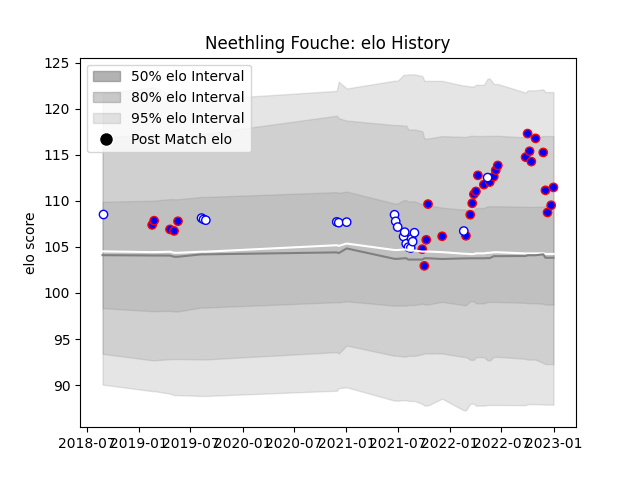 Neethling Fouche: elo History
50% elo Interval
80% elo Interval
95% elo Interval
Post Match elo
elo score
125
120
115
110
105
100
95
90
2018-07 2019-01 2019-07 2020-01 2020-07 2021-01 2021-07 2022-01 2022-07 2023-01